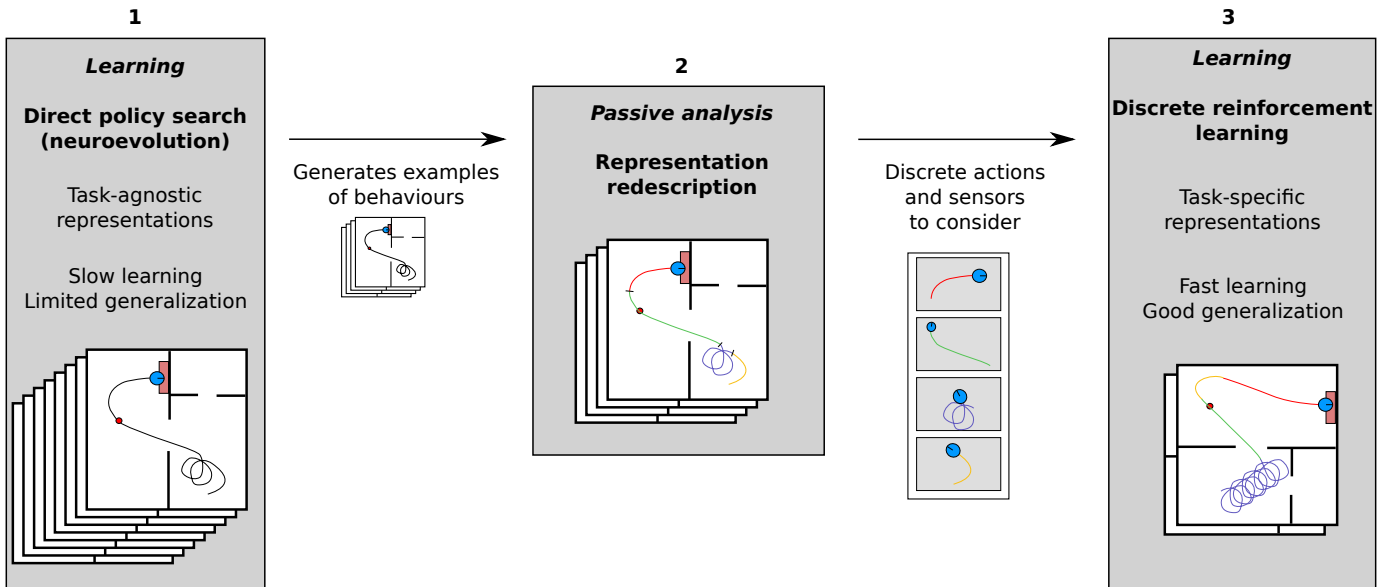 1
Learning
Direct policy search
(neuroevolution)
Task-agnostic
representations
Slow learning
Limited generalization
Generates examples
of behaviours
2
Passive analysis
Representation
redescription
Discrete actions
and sensors
to consider
3
Learning
Discrete reinforcement
learning
Task-specific
representations
Fast learning
Good generalization